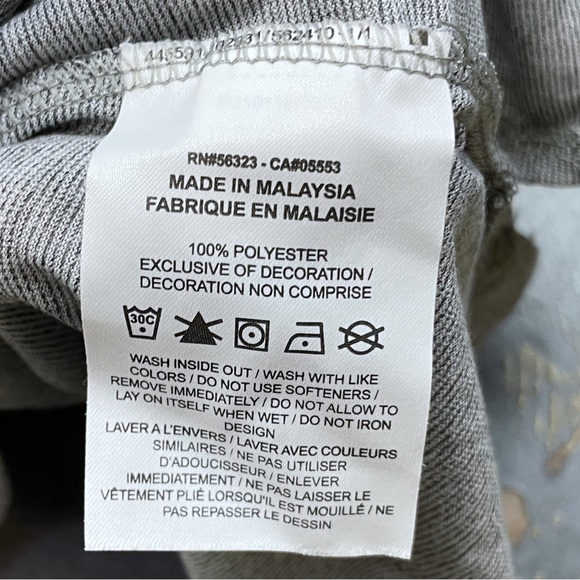 RN#56323 - CA#05553
MADE IN MALAYSIA
FABRIQUE EN MALAISIE
100% POLYESTER
EXCLUSIVE OF DECORATION /
DECORATION NON COMPRISE
30C
WASH INSIDE OUT / WASH WITH LIKE
COLORS / DO NOT USE SOFTENERS /
REMOVE IMMEDIATELY / DO NOT ALLOW TO
LAY ON ITSELF WHEN WET / DO NOT IRON
DESIGN
LAVER A L'ENVERS / LAVER AVEC COULEURS
SIMILAIRES / NE PAS UTILISER
D'ADOUCISSEUR / ENLEVER
IMMEDIATEMENT / NE PAS LAISSER LE
VÊTEMENT PLIÉ LORSQU'IL EST MOUILLÉ / NE
PAS REPASSER LE DESSIN